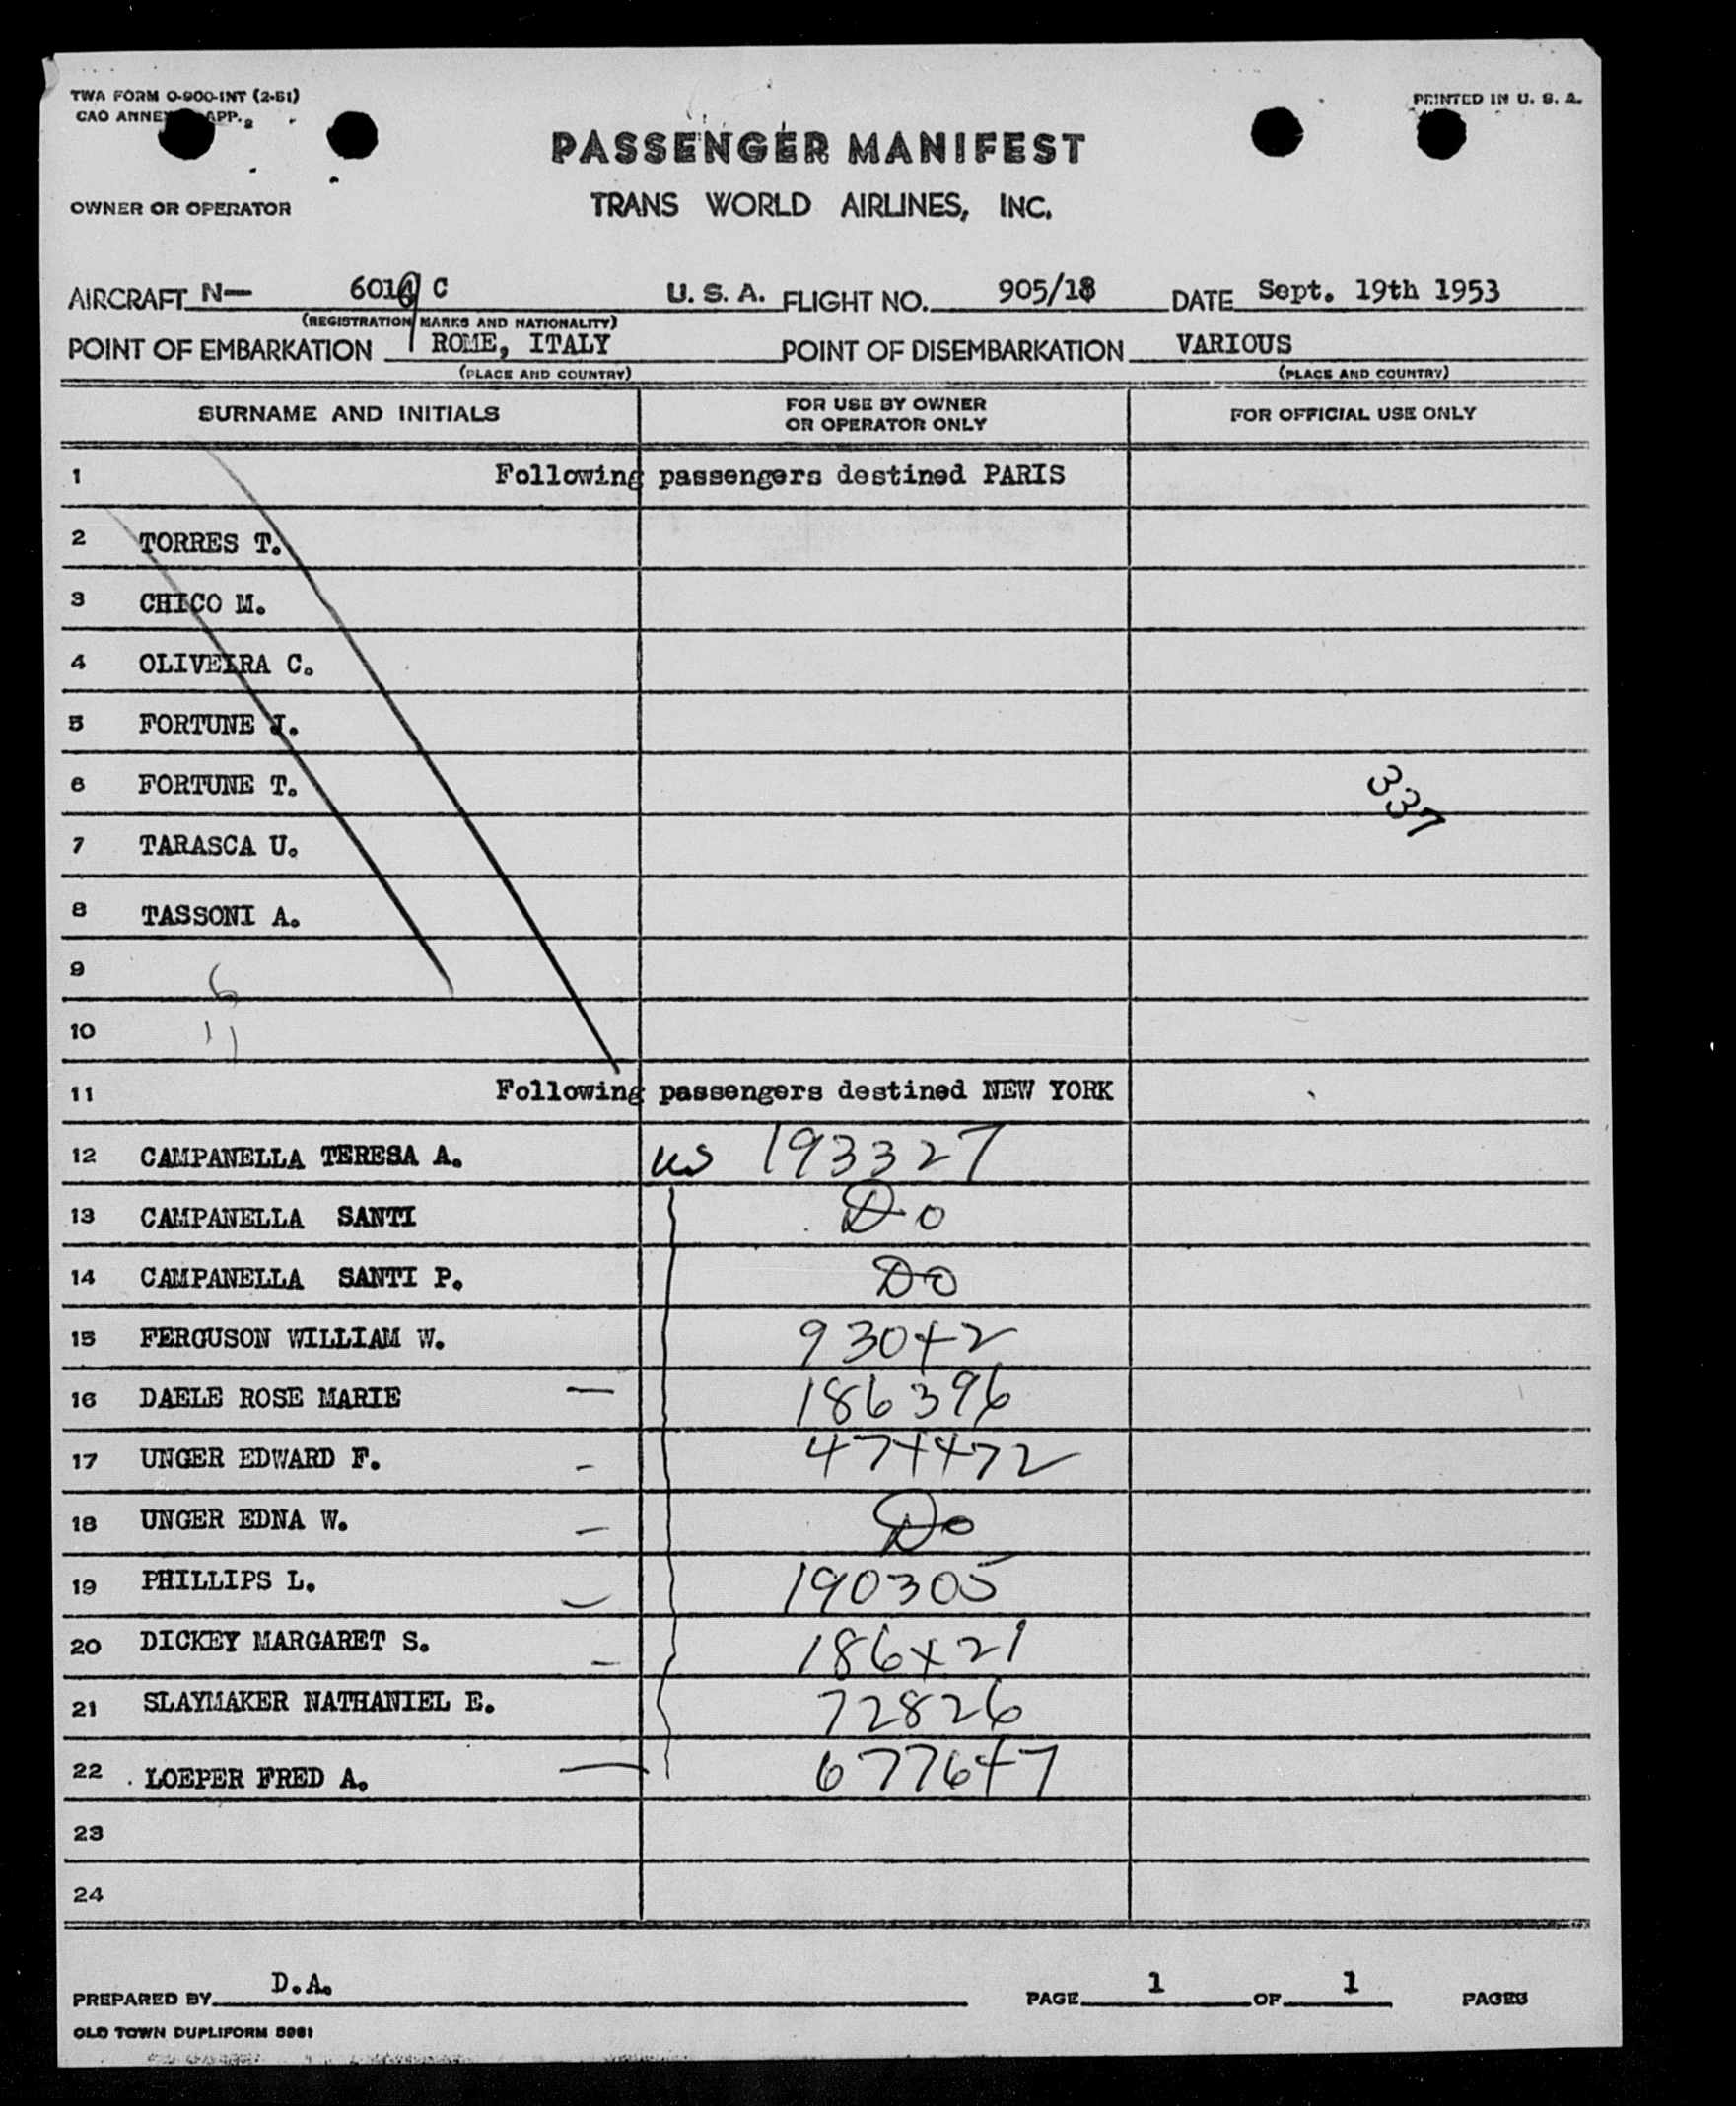 TWA FORM O-900-INT (2-51)
PRINTED IN U. S. A.
PASSENGER MANIFEST
OWNER OR OPERATOR
TRANS WORLD AIRLINES, INC.
AIRCRAFT N— C U. S. A. FLIGHT NO. 905/18 DATE Sept. 19th 1953
(REGISTRATION MARKS AND NATIONALITY)
POINT OF EMBARKATION ROME, ITALY POINT OF DISEMBARKATION VARIOUS
(PLACE AND COUNTRY) (PLACE AND COUNTRY)
SURNAME AND INITIALS FOR USE BY OWNER OR OPERATOR ONLY FOR OFFICIAL USE ONLY
1 Following passengers destined PARIS
2 TORRES T.
3 CHICO M.
4 OLIVEIRA C.
5 FORTUNE J.
6 FORTUNE T. 337
7 TARASCA U.
8 TASSONI A.
9 6
10 11
11 Following passengers destined NEW YORK
12 CAMPANELLA TERESA A. US 193327
13 CAMPANELLA SANTI Do
14 CAMPANELLA SANTI P. Do
15 FERGUSON WILLIAM W. 93042
16 DAELE ROSE MARIE — 186396
17 UNGER EDWARD F. - 474472
18 UNGER EDNA W. — Do
19 PHILLIPS L. — 190305
20 DICKEY MARGARET S. — 186421
21 SLAYMAKER NATHANIEL E. 72826
22 LOEPER FRED A. — 677647
23
24
PREPARED BY D.A. PAGE 1 OF 1 PAGES
OLD TOWN DUPLIFORM